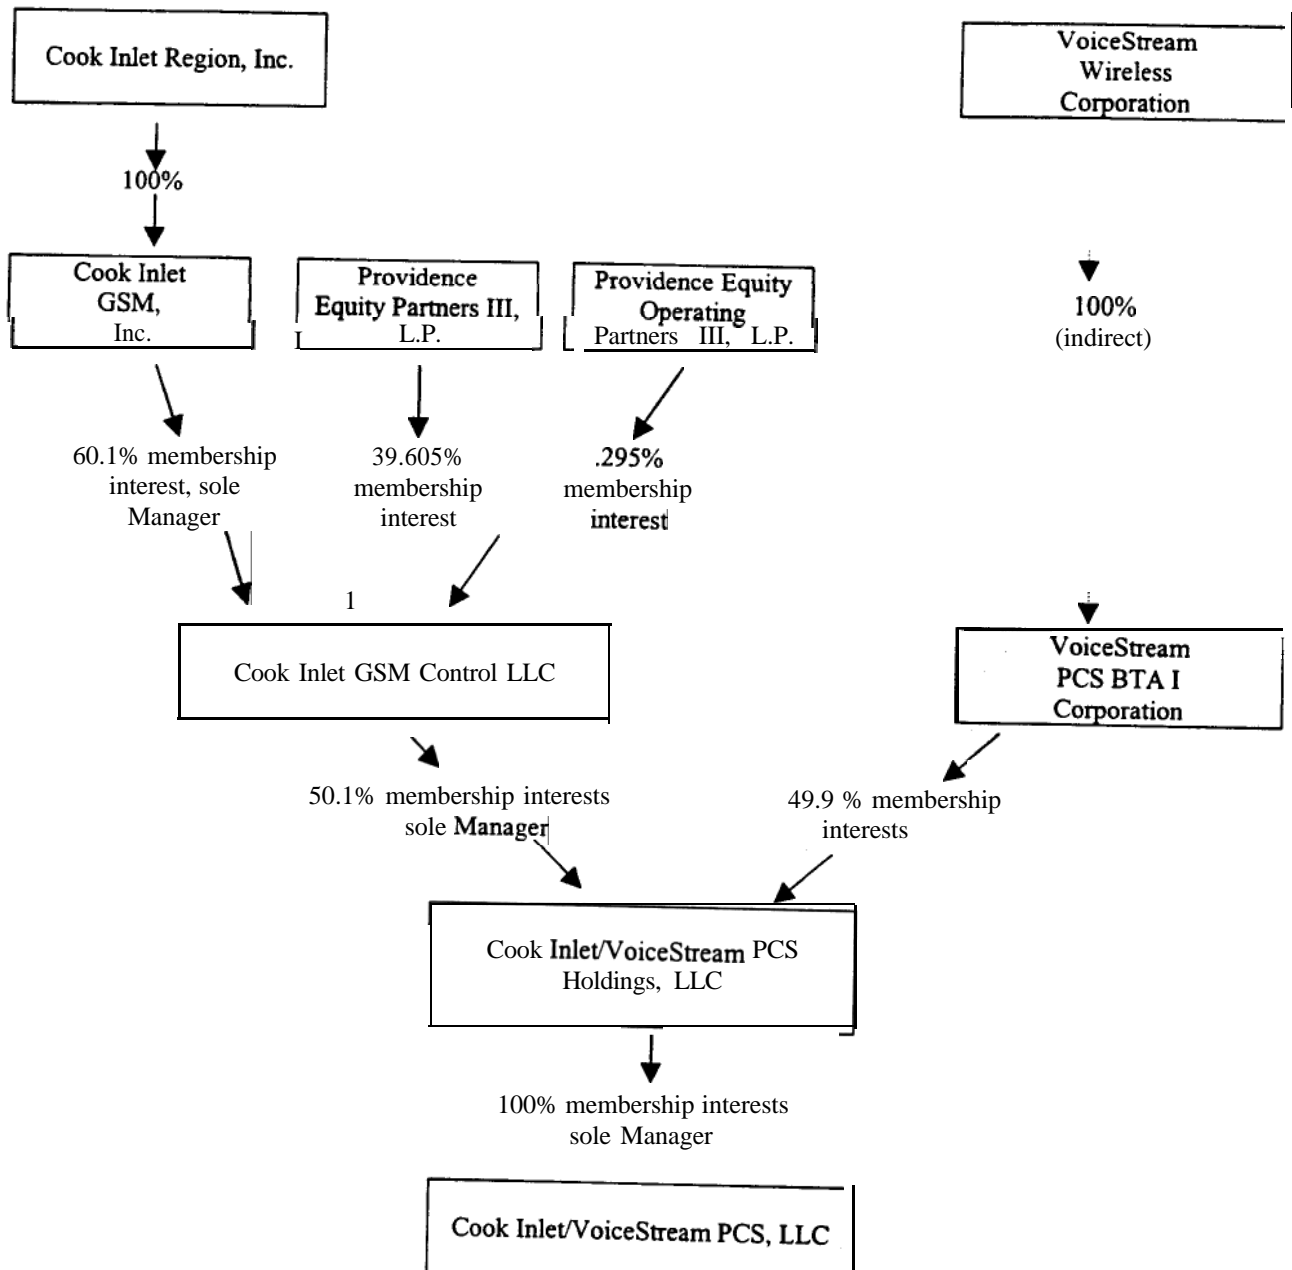 Cook Inlet Region, Inc.
VoiceStream
Wireless
Corporation
100%
Cook Inlet
GSM,
Inc.
Providence
Equity Partners III,
L.P.
Providence Equity
Operating
Partners III, L.P.
100%
(indirect)
60.1% membership
interest, sole
Manager
39.605%
membership
interest
.295%
membership
interest
1
Cook Inlet GSM Control LLC
VoiceStream
PCS BTA I
Corporation
50.1% membership interests
sole Manager
49.9 % membership
interests
Cook Inlet/VoiceStream PCS
Holdings, LLC
100% membership interests
sole Manager
Cook Inlet/VoiceStream PCS, LLC